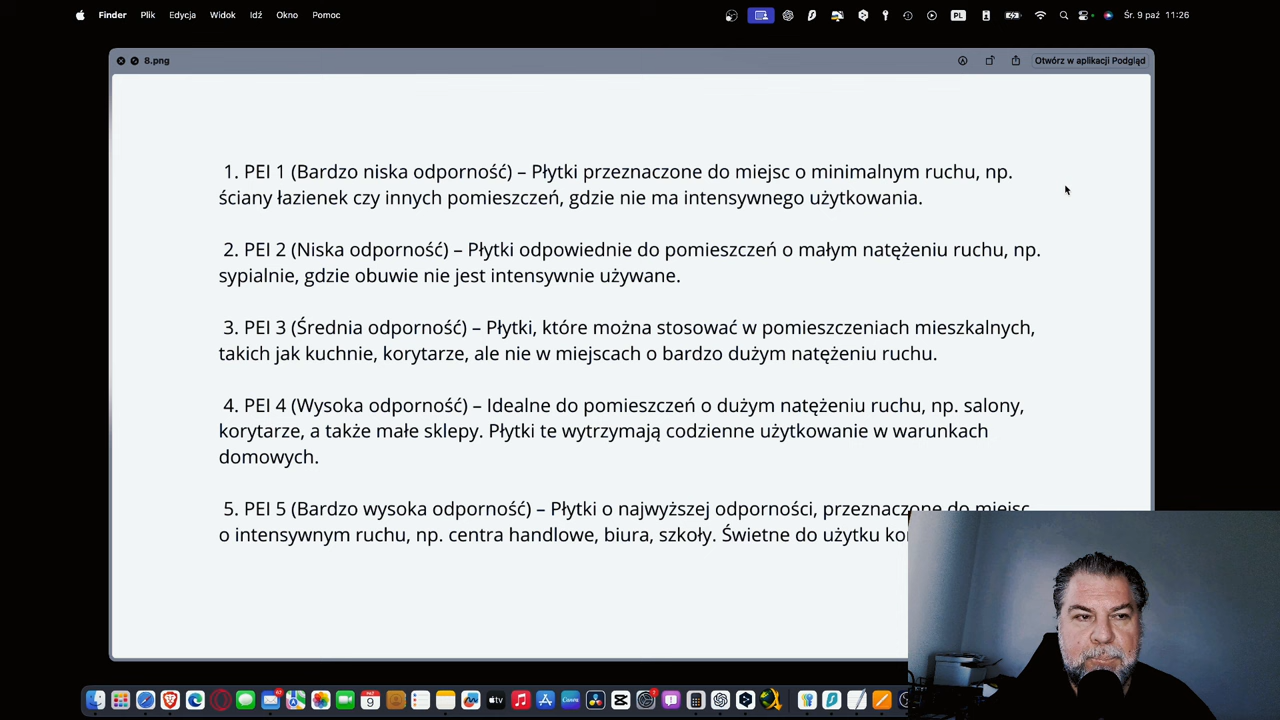 Finder Plik Edycja Widok Idź Okno Pomoc PL Śr. 9 paź 11:26
8.png Otwórz w aplikacji Podgląd
1. PEI 1 (Bardzo niska odporność) – Płytki przeznaczone do miejsc o minimalnym ruchu, np.
ściany łazienek czy innych pomieszczeń, gdzie nie ma intensywnego użytkowania.
2. PEI 2 (Niska odporność) – Płytki odpowiednie do pomieszczeń o małym natężeniu ruchu, np.
sypialnie, gdzie obuwie nie jest intensywnie używane.
3. PEI 3 (Średnia odporność) – Płytki, które można stosować w pomieszczeniach mieszkalnych,
takich jak kuchnie, korytarze, ale nie w miejscach o bardzo dużym natężeniu ruchu.
4. PEI 4 (Wysoka odporność) – Idealne do pomieszczeń o dużym natężeniu ruchu, np. salony,
korytarze, a także małe sklepy. Płytki te wytrzymają codzienne użytkowanie w warunkach
domowych.
5. PEI 5 (Bardzo wysoka odporność) – Płytki o najwyższej odporności, przeznaczone do miejsc
o intensywnym ruchu, np. centra handlowe, biura, szkoły. Świetne do użytku